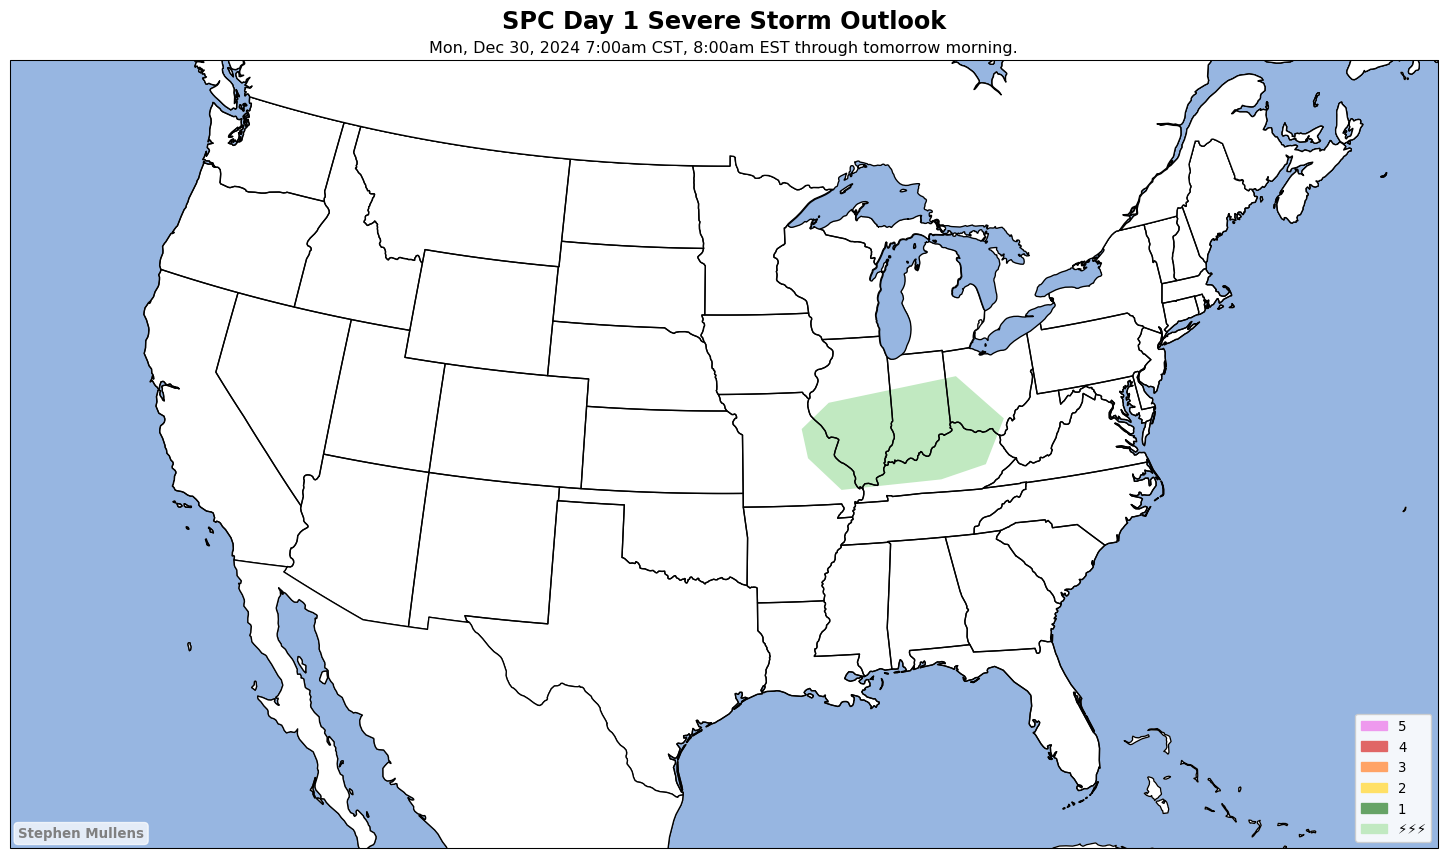 SPC Day 1 Severe Storm Outlook
Mon, Dec 30, 2024 7:00am CST, 8:00am EST through tomorrow morning.
5
4
3
2
1
⚡⚡⚡
Stephen Mullens